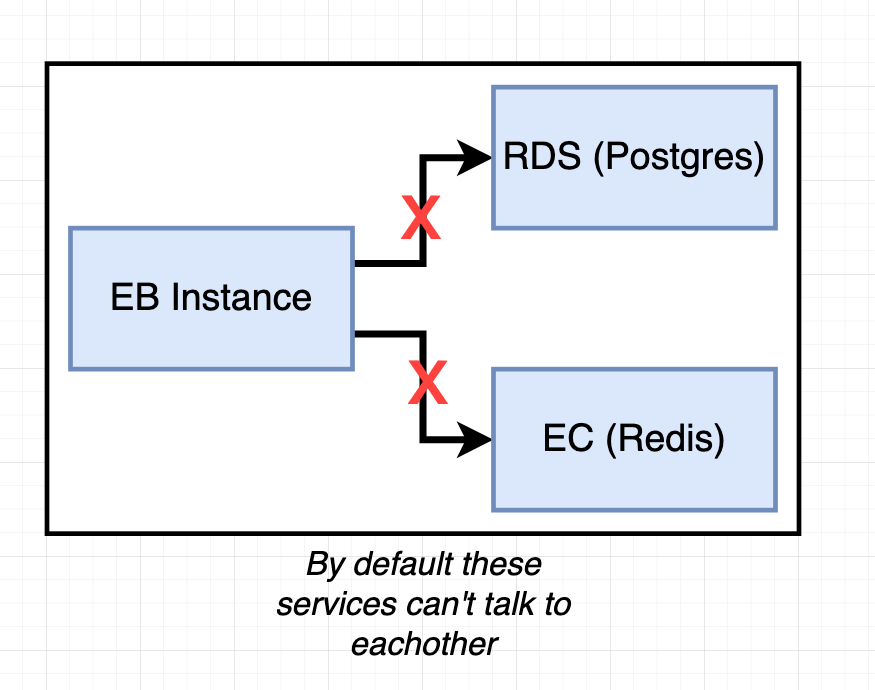 RDS (Postgres)
X
EB Instance
X
EC (Redis)
By default these
services can't talk to
eachother